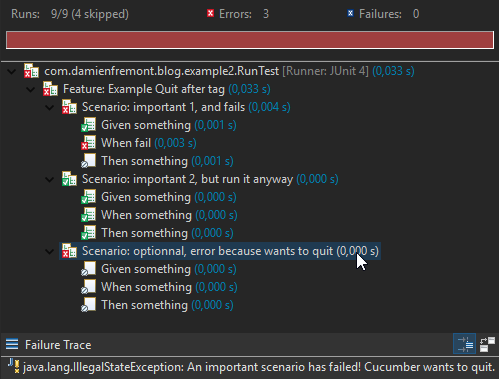 Runs: 9/9 (4 skipped) Errors: 3 Failures: 0
com.damienfremont.blog.example2.RunTest [Runner: JUnit 4] (0,033 s)
Feature: Example Quit after tag (0,033 s)
Scenario: important 1, and fails (0,004 s)
Given something (0,001 s)
When fail (0,003 s)
Then something (0,001 s)
Scenario: important 2, but run it anyway (0,000 s)
Given something (0,000 s)
When something (0,000 s)
Then something (0,000 s)
Scenario: optionnal, error because wants to quit (0,000 s)
Given something (0,000 s)
When something (0,000 s)
Then something (0,000 s)
Failure Trace
java.lang.IllegalStateException: An important scenario has failed! Cucumber wants to quit.